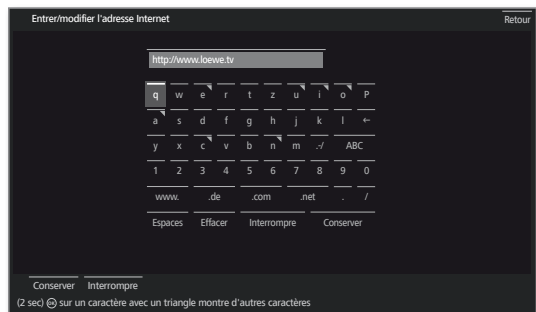 Entrer/modifier l'adresse Internet Retour
http://www.loewe.tv
q w e r t z u i o P
a s d f g h j k l ←
y x c v b n m .-/ ABC
1 2 3 4 5 6 7 8 9 0
www. .de .com .net . /
Espaces Effacer Interrompre Conserver
Conserver Interrompre
(2 sec) OK sur un caractère avec un triangle montre d'autres caractères